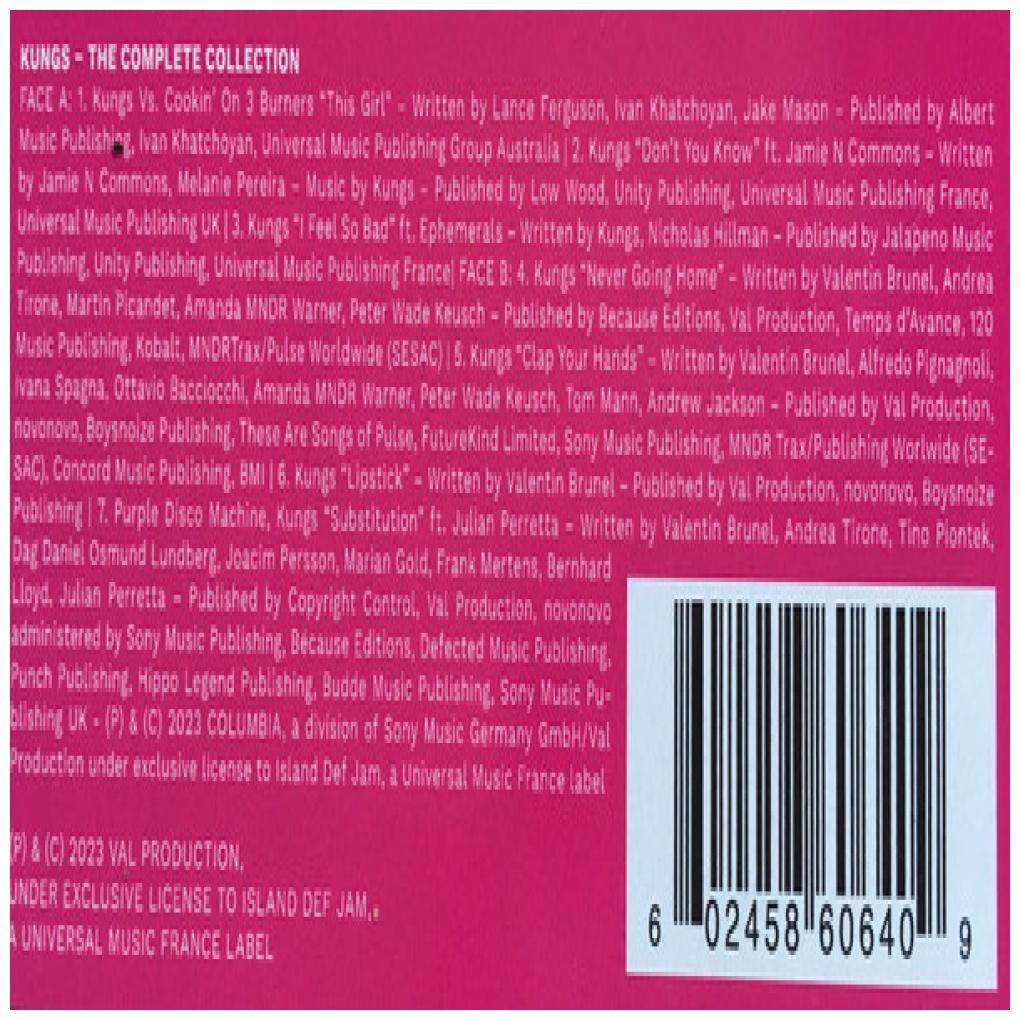 KUNGS – THE COMPLETE COLLECTION
FACE A: 1. Kungs Vs. Cookin' On 3 Burners "This Girl" – Written by Lance Ferguson, Ivan Khatchoyan, Jake Mason – Published by Albert
Music Publishing, Ivan Khatchoyan, Universal Music Publishing Group Australia | 2. Kungs "Don't You Know" ft. Jamie N Commons – Written
by Jamie N Commons, Melanie Pereira – Music by Kungs – Published by Low Wood, Unity Publishing, Universal Music Publishing France,
Universal Music Publishing UK | 3. Kungs "I Feel So Bad" ft. Ephemerals – Written by Kungs, Nicholas Hillman – Published by Jalapeno Music
Publishing, Unity Publishing, Universal Music Publishing France| FACE B: 4. Kungs "Never Going Home" – Written by Valentin Brunel, Andrea
Tirone, Martin Picandet, Amanda MNDR Warner, Peter Wade Keusch – Published by Because Editions, Val Production, Temps d'Avance, 120
Music Publishing, Kobalt, MNDRTrax/Pulse Worldwide (SESAC) | 5. Kungs "Clap Your Hands" – Written by Valentin Brunel, Alfredo Pignagnoli,
Ivana Spagna, Ottavio Bacciocchi, Amanda MNDR Warner, Peter Wade Keusch, Tom Mann, Andrew Jackson – Published by Val Production,
novonovo, Boysnoize Publishing, These Are Songs of Pulse, FutureKind Limited, Sony Music Publishing, MNDR Trax/Publishing Worlwide (SE-
SAC), Concord Music Publishing, BMI | 6. Kungs "Lipstick" – Written by Valentin Brunel – Published by Val Production, novonovo, Boysnoize
Publishing | 7. Purple Disco Machine, Kungs "Substitution" ft. Julian Perretta – Written by Valentin Brunel, Andrea Tirone, Tino Piontek,
Dag Daniel Osmund Lundberg, Joacim Persson, Marian Gold, Frank Mertens, Bernhard
Lloyd, Julian Perretta – Published by Copyright Control, Val Production, novonovo
administered by Sony Music Publishing, Because Editions, Defected Music Publishing,
Punch Publishing, Hippo Legend Publishing, Budde Music Publishing, Sony Music Pu-
blishing UK - (P) & (C) 2023 COLUMBIA, a division of Sony Music Germany GmbH/Val
Production under exclusive license to Island Def Jam, a Universal Music France label
(P) & (C) 2023 VAL PRODUCTION,
UNDER EXCLUSIVE LICENSE TO ISLAND DEF JAM,
A UNIVERSAL MUSIC FRANCE LABEL
6 02458 60640 9